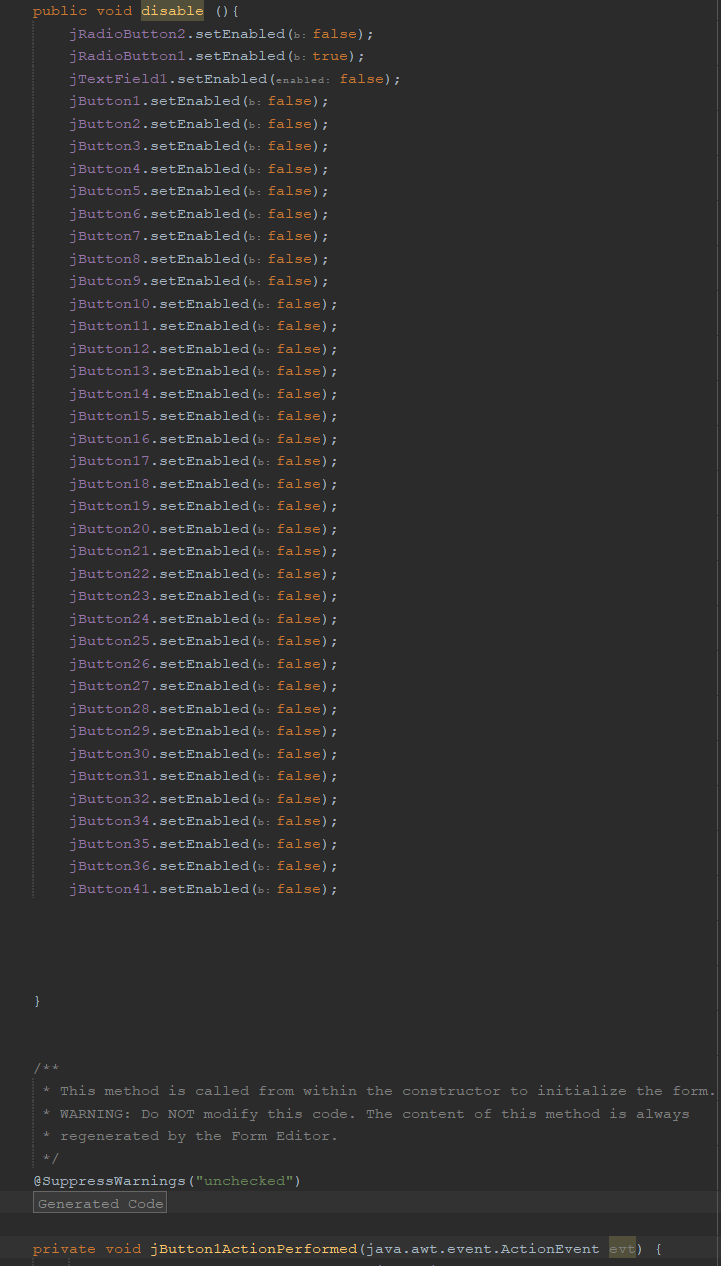 public void disable (){
jRadioButton2.setEnabled(b: false);
jRadioButton1.setEnabled(b: true);
jTextField1.setEnabled(enabled: false);
jButton1.setEnabled(b: false);
jButton2.setEnabled(b: false);
jButton3.setEnabled(b: false);
jButton4.setEnabled(b: false);
jButton5.setEnabled(b: false);
jButton6.setEnabled(b: false);
jButton7.setEnabled(b: false);
jButton8.setEnabled(b: false);
jButton9.setEnabled(b: false);
jButton10.setEnabled(b: false);
jButton11.setEnabled(b: false);
jButton12.setEnabled(b: false);
jButton13.setEnabled(b: false);
jButton14.setEnabled(b: false);
jButton15.setEnabled(b: false);
jButton16.setEnabled(b: false);
jButton17.setEnabled(b: false);
jButton18.setEnabled(b: false);
jButton19.setEnabled(b: false);
jButton20.setEnabled(b: false);
jButton21.setEnabled(b: false);
jButton22.setEnabled(b: false);
jButton23.setEnabled(b: false);
jButton24.setEnabled(b: false);
jButton25.setEnabled(b: false);
jButton26.setEnabled(b: false);
jButton27.setEnabled(b: false);
jButton28.setEnabled(b: false);
jButton29.setEnabled(b: false);
jButton30.setEnabled(b: false);
jButton31.setEnabled(b: false);
jButton32.setEnabled(b: false);
jButton34.setEnabled(b: false);
jButton35.setEnabled(b: false);
jButton36.setEnabled(b: false);
jButton41.setEnabled(b: false);
}
/**
* This method is called from within the constructor to initialize the form.
* WARNING: Do NOT modify this code. The content of this method is always
* regenerated by the Form Editor.
*/
@SuppressWarnings("unchecked")
Generated Code
private void jButton1ActionPerformed(java.awt.event.ActionEvent evt) {